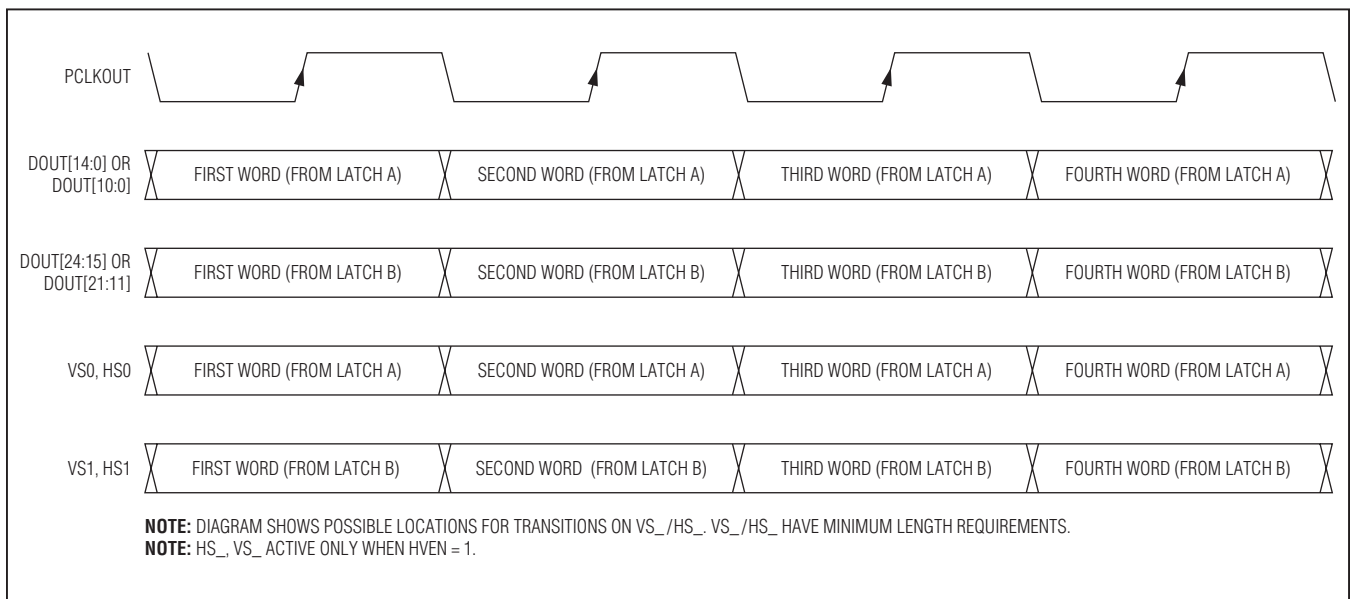 PCLKOUT
DOUT[14:0] OR
DOUT[10:0]
FIRST WORD (FROM LATCH A)
SECOND WORD (FROM LATCH A)
THIRD WORD (FROM LATCH A)
FOURTH WORD (FROM LATCH A)
DOUT[24:15] OR
DOUT[21:11]
FIRST WORD (FROM LATCH B)
SECOND WORD (FROM LATCH B)
THIRD WORD (FROM LATCH B)
FOURTH WORD (FROM LATCH B)
VS0, HS0
FIRST WORD (FROM LATCH A)
SECOND WORD (FROM LATCH A)
THIRD WORD (FROM LATCH A)
FOURTH WORD (FROM LATCH A)
VS1, HS1
FIRST WORD (FROM LATCH B)
SECOND WORD (FROM LATCH B)
THIRD WORD (FROM LATCH B)
FOURTH WORD (FROM LATCH B)
NOTE: DIAGRAM SHOWS POSSIBLE LOCATIONS FOR TRANSITIONS ON VS_/HS_. VS_/HS_ HAVE MINIMUM LENGTH REQUIREMENTS.
NOTE: HS_, VS_ ACTIVE ONLY WHEN HVEN = 1.